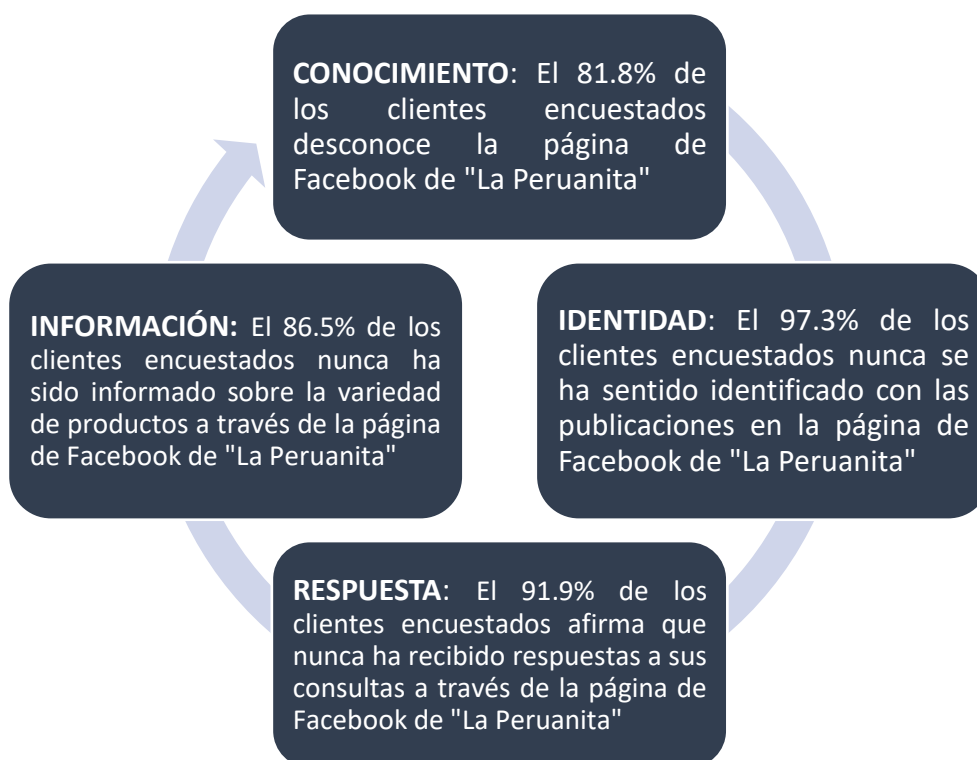 CONOCIMIENTO: El 81.8% de
los clientes encuestados
desconoce la página de
Facebook de "La Peruanita"
IDENTIDAD: El 97.3% de los
clientes encuestados nunca se
ha sentido identificado con las
publicaciones en la página de
Facebook de "La Peruanita"
RESPUESTA: El 91.9% de los
clientes encuestados afirma que
nunca ha recibido respuestas a sus
consultas a través de la página de
Facebook de "La Peruanita"
INFORMACIÓN: El 86.5% de los
clientes encuestados nunca ha
sido informado sobre la variedad
de productos a través de la página
de Facebook de "La Peruanita"